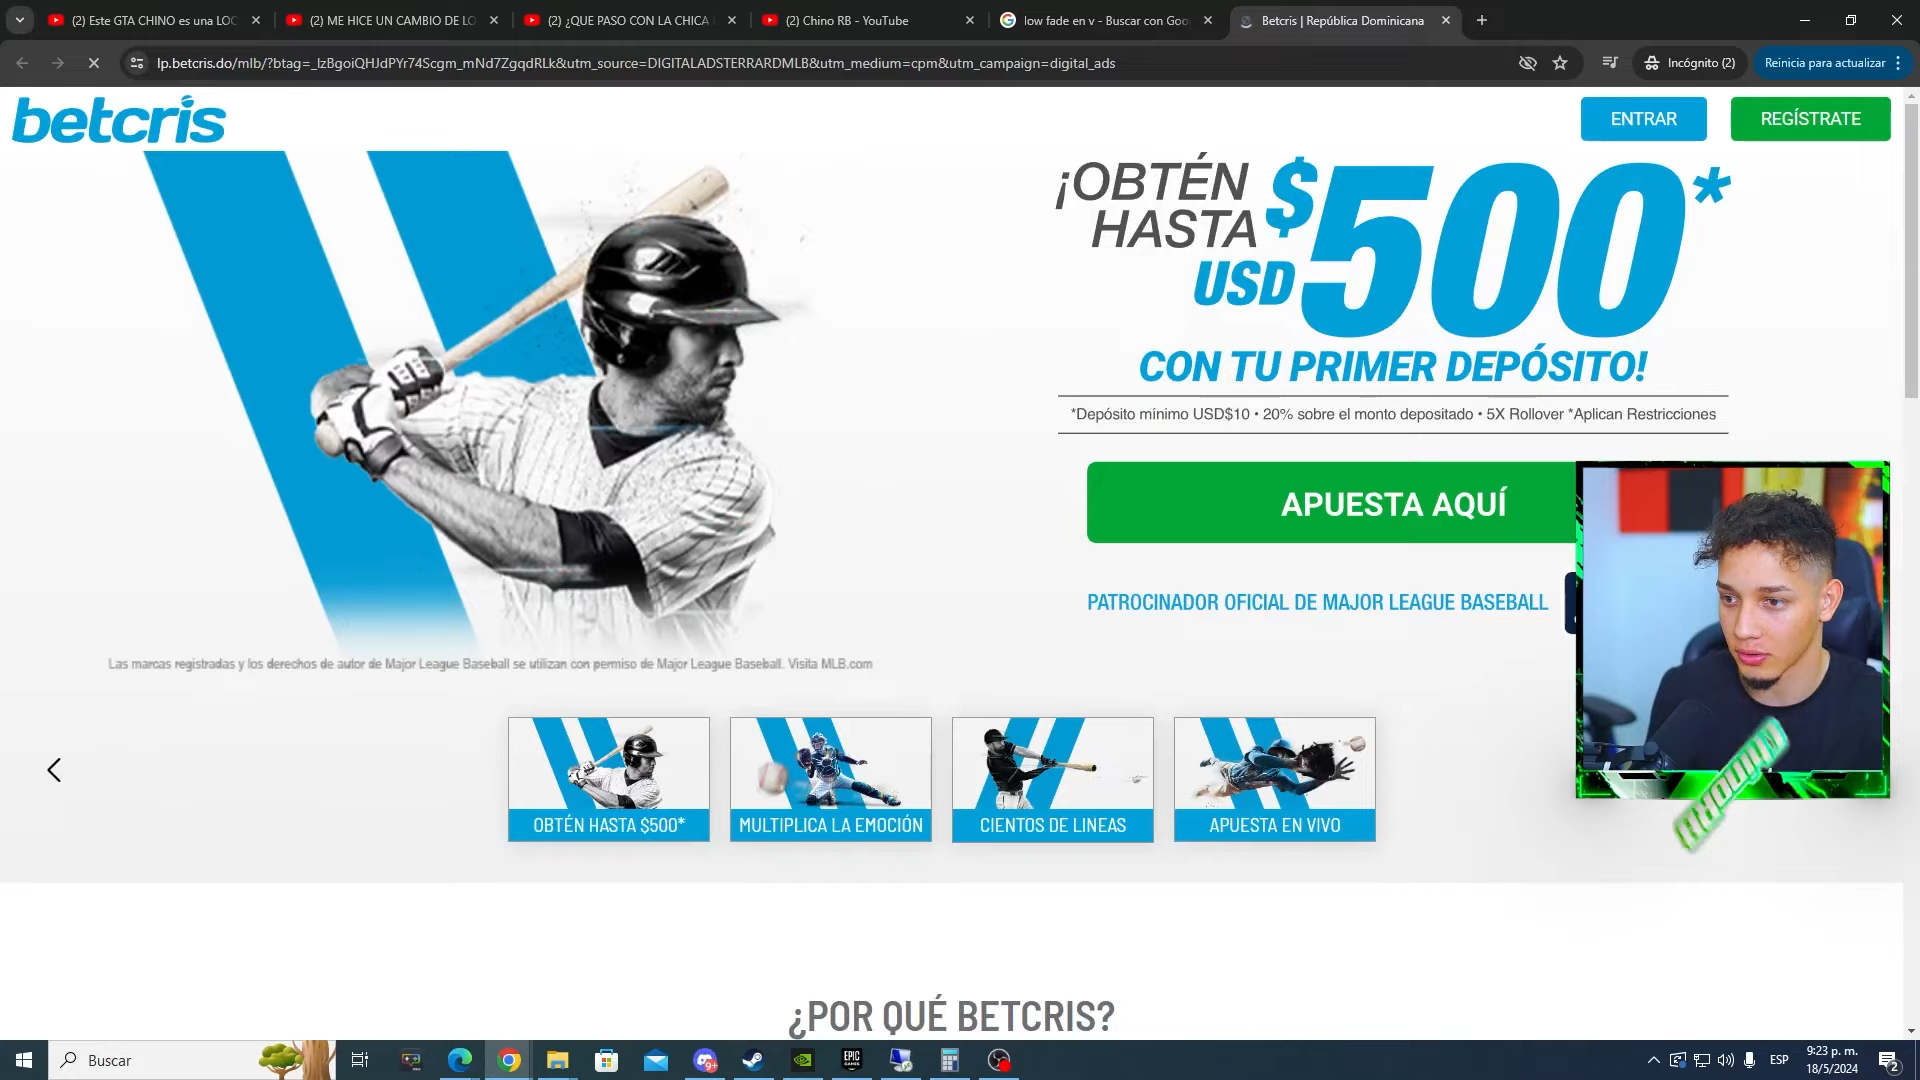 (2) Este GTA CHINO es una LOC
(2) ME HICE UN CAMBIO DE LO
(2) ¿QUE PASO CON LA CHICA
(2) Chino RB - YouTube
low fade en v - Buscar con Goo
Betcris | República Dominicana
lp.betcris.do/mlb/?btag=_IzBgoiQHJdPYr74Scgm_mNd7ZgqdRLk&utm_source=DIGITALADSTERRARDMLB&utm_medium=cpm&utm_campaign=digital_ads
Incógnito (2)
Reinicia para actualizar
betcris
ENTRAR
REGÍSTRATE
¡OBTÉN
HASTA
USD $500*
CON TU PRIMER DEPÓSITO!
*Depósito mínimo USD$10 • 20% sobre el monto depositado • 5X Rollover *Aplican Restricciones
APUESTA AQUÍ
PATROCINADOR OFICIAL DE MAJOR LEAGUE BASEBALL
Las marcas registradas y los derechos de autor de Major League Baseball se utilizan con permiso de Major League Baseball. Visita MLB.com
OBTÉN HASTA $500*
MULTIPLICA LA EMOCIÓN
CIENTOS DE LINEAS
APUESTA EN VIVO
¿POR QUÉ BETCRIS?
Buscar
9+
EPIC
GAMES
ESP
9:23 p. m.
18/5/2024
2